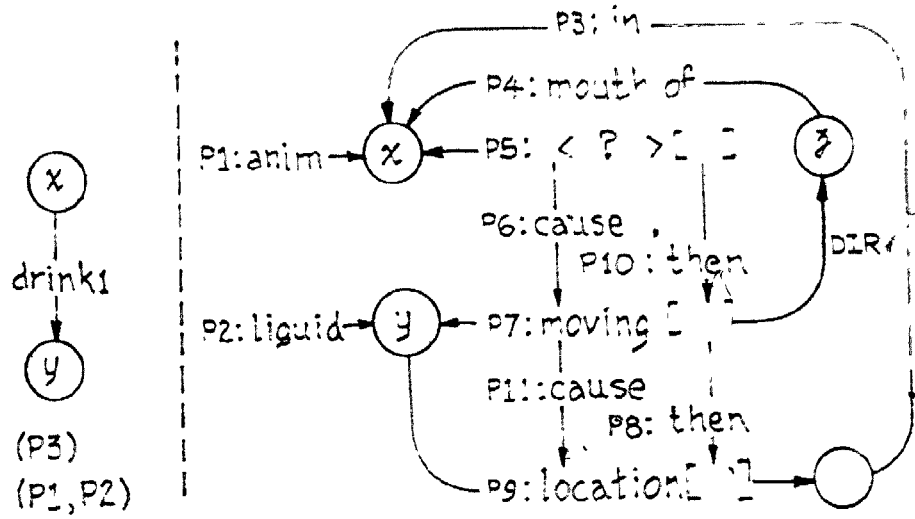 P3: in
P4: mouth of
P1: anim x P5: < ? > [ ] z
x
P6: cause
drink1
P10: then
DIR
P2: liquid y P7: moving [ ]
y
P11: cause
P8: then
(P3)
(P1,P2)
P9: location [ ]